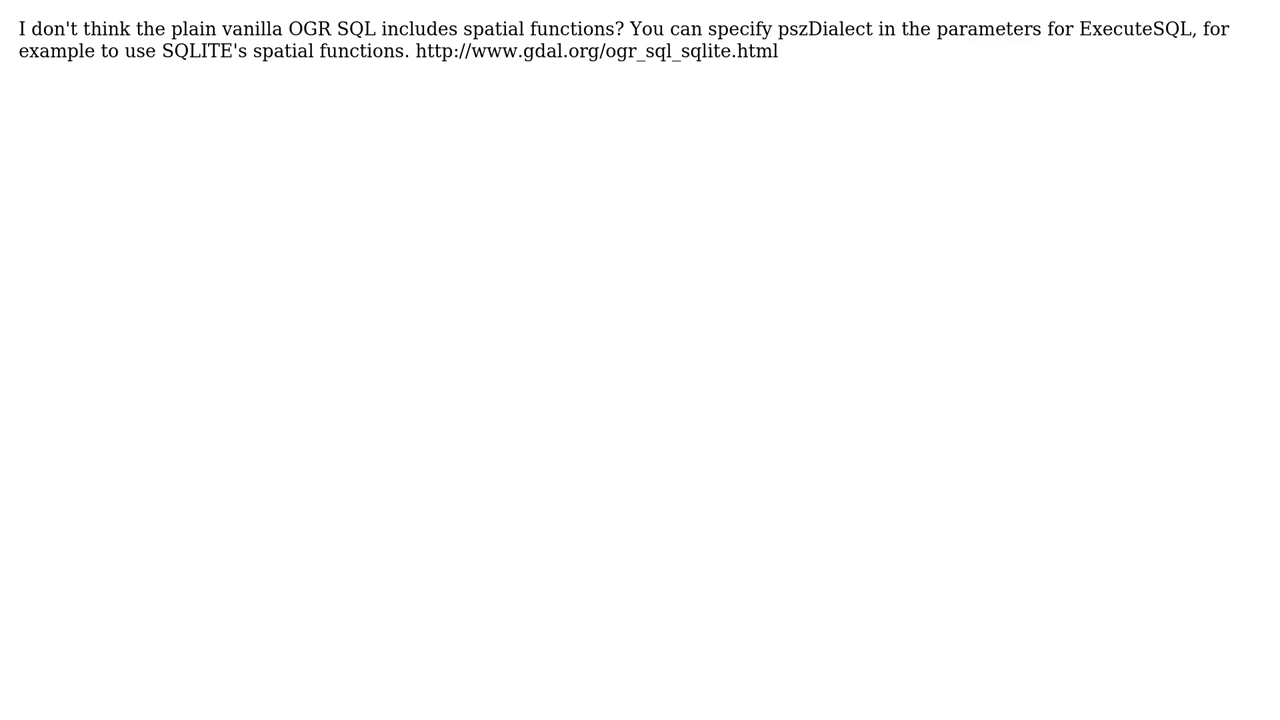 I don't think the plain vanilla OGR SQL includes spatial functions? You can specify pszDialect in the parameters for ExecuteSQL, for
example to use SQLITE's spatial functions. http://www.gdal.org/ogr_sql_sqlite.html